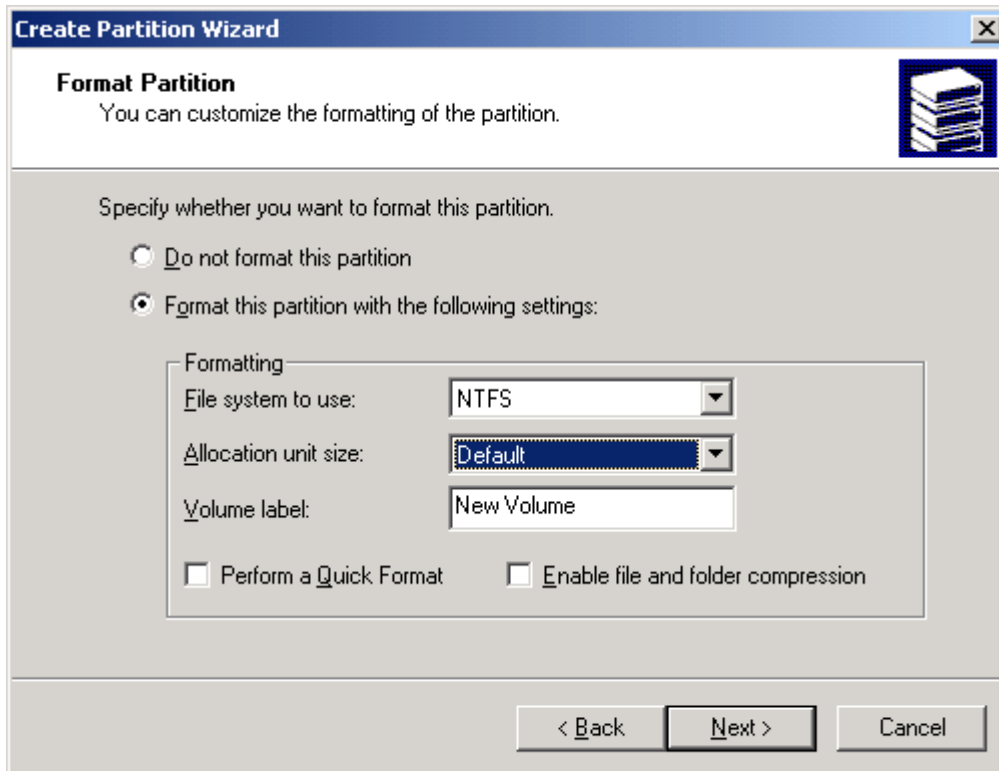 Create Partition Wizard
Format Partition
You can customize the formatting of the partition.
Specify whether you want to format this partition.
Do not format this partition
Format this partition with the following settings:
Formatting
File system to use: NTFS
Allocation unit size: Default
Volume label: New Volume
Perform a Quick Format Enable file and folder compression
< Back Next > Cancel